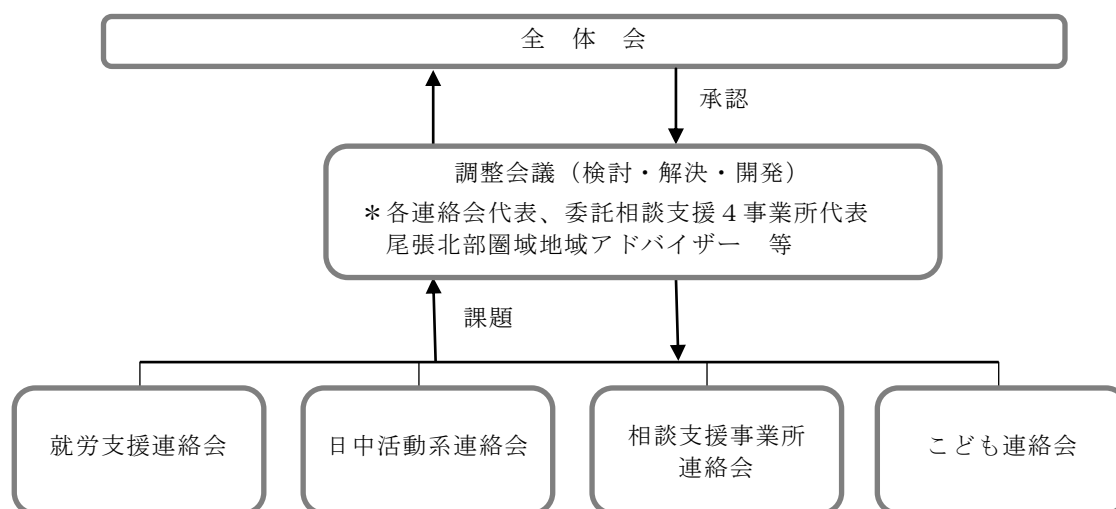 全　体　会
承認
調整会議（検討・解決・開発）
＊各連絡会代表、委託相談支援４事業所代表
尾張北部圏域地域アドバイザー　等
課題
就労支援連絡会
日中活動系連絡会
相談支援事業所
連絡会
こども連絡会